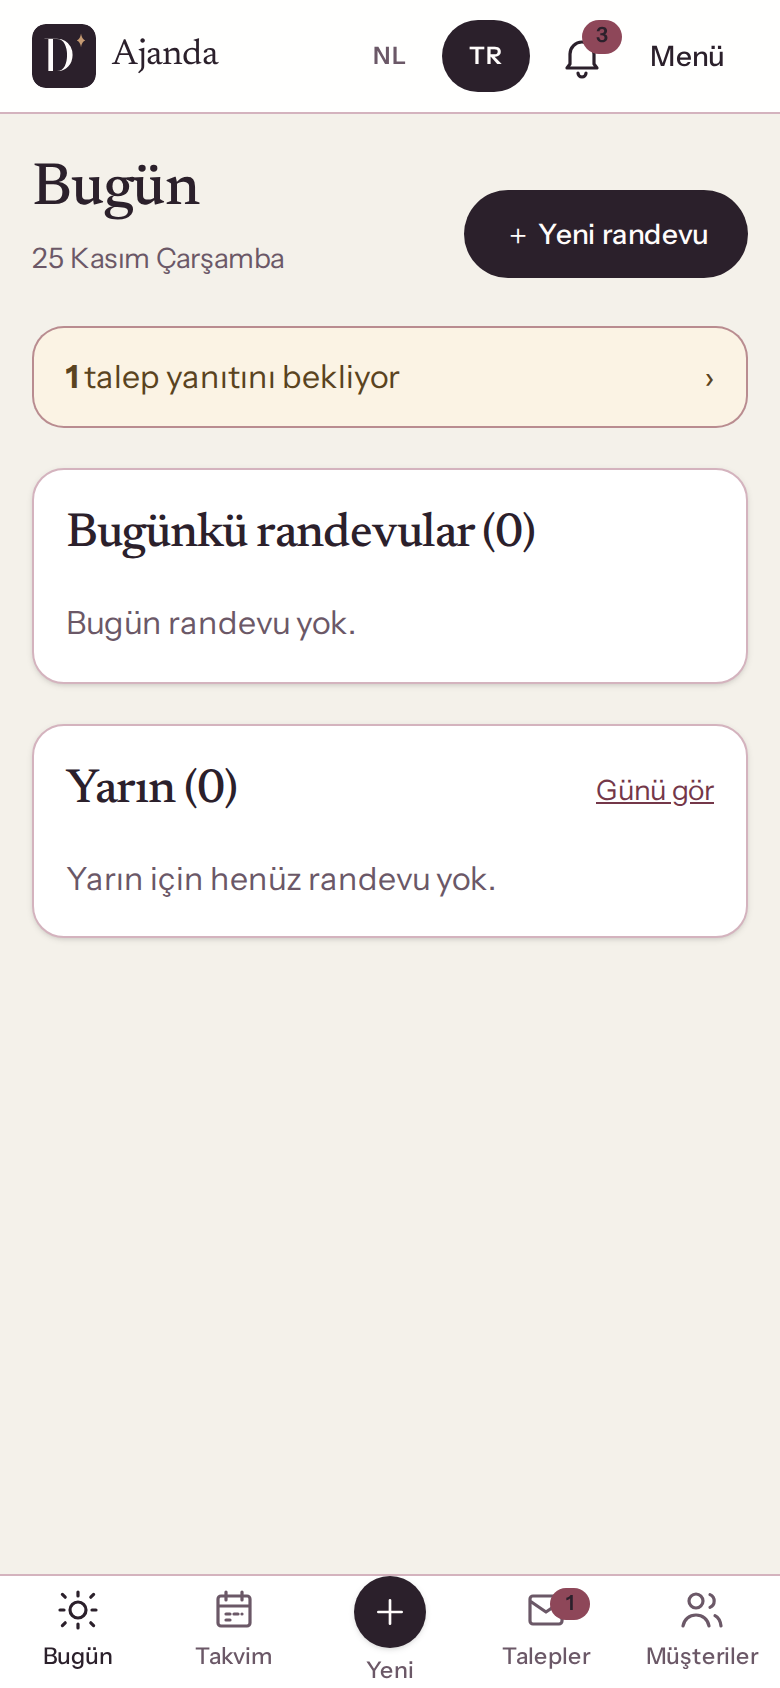 D Ajanda NL TR 3 Menü
Bugün
25 Kasım Çarşamba
+ Yeni randevu
1 talep yanıtını bekliyor ›
Bugünkü randevular (0)
Bugün randevu yok.
Yarın (0) Günü gör
Yarın için henüz randevu yok.
1
Bugün Takvim Yeni Talepler Müşteriler